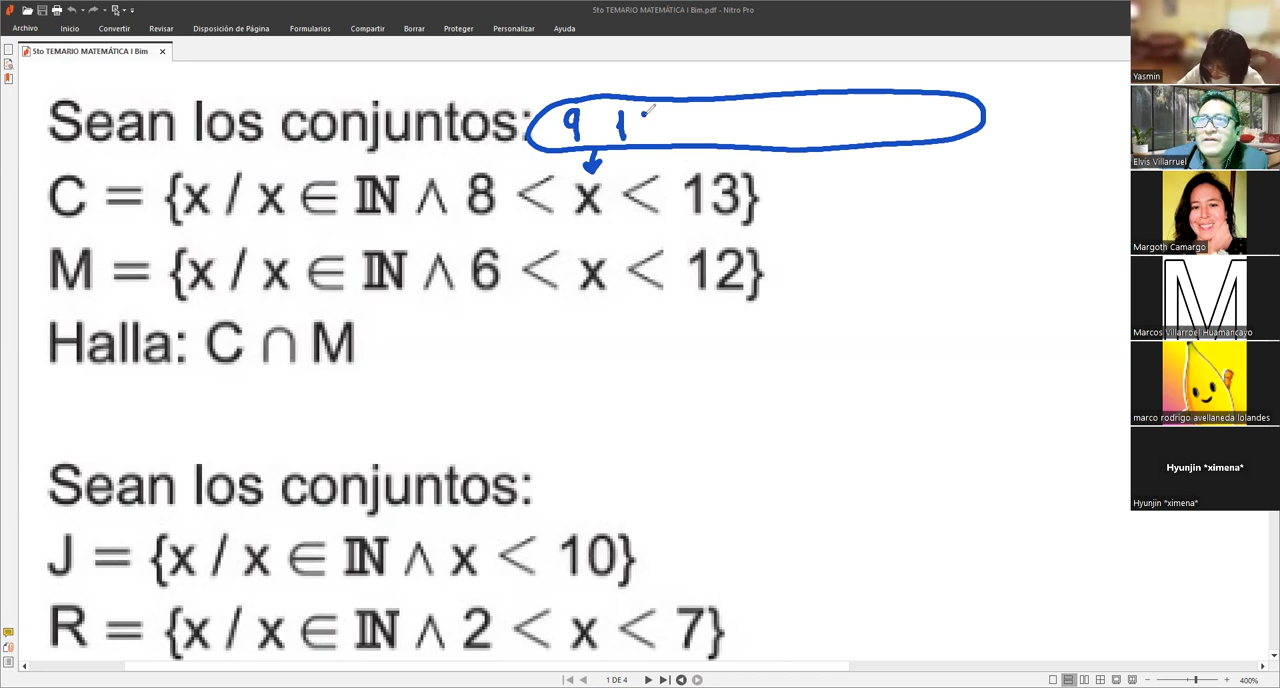 5to TEMARIO MATEMÁTICA I Bim.pdf - Nitro Pro
Archivo Inicio Convertir Revisar Disposición de Página Formularios Compartir Borrar Proteger Personalizar Ayuda
5to TEMARIO MATEMÁTICA I Bim
Sean los conjuntos: 9 1
C = {x / x ∈ ℕ ∧ 8 < x < 13}
M = {x / x ∈ ℕ ∧ 6 < x < 12}
Halla: C ∩ M
Sean los conjuntos:
J = {x / x ∈ ℕ ∧ x < 10}
R = {x / x ∈ ℕ ∧ 2 < x < 7}
1 DE 4
400%
Yasmin
Elvis Villarruel
Margoth Camargo
M
Marcos Villarroel Huamancayo
marco rodrigo avellaneda lolandes
Hyunjin *ximena*
Hyunjin *ximena*